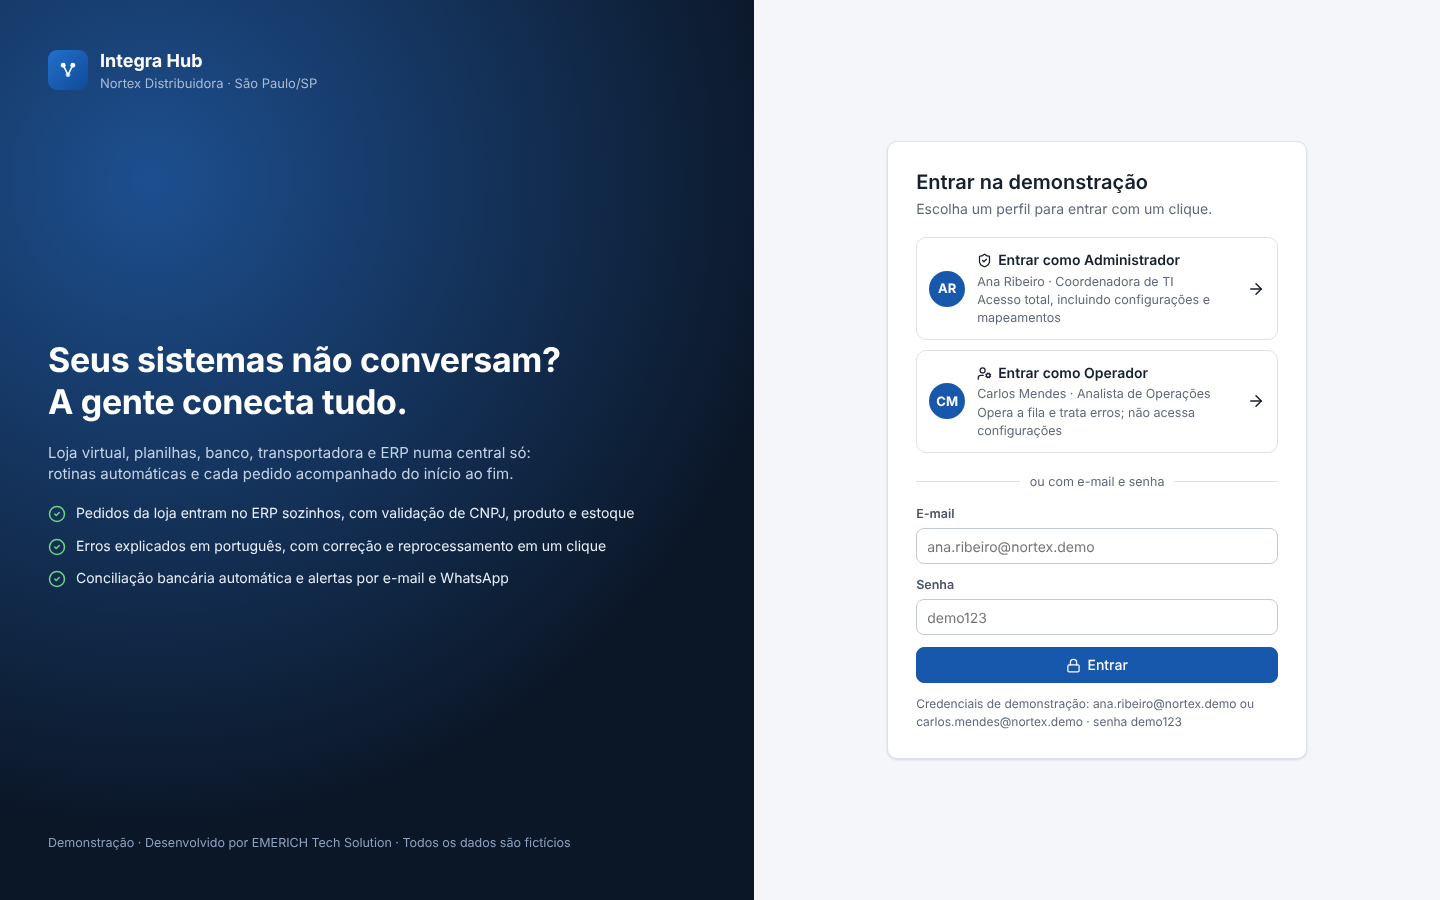 Integra Hub
Nortex Distribuidora · São Paulo/SP
Seus sistemas não conversam?
A gente conecta tudo.
Loja virtual, planilhas, banco, transportadora e ERP numa central só:
rotinas automáticas e cada pedido acompanhado do início ao fim.
Pedidos da loja entram no ERP sozinhos, com validação de CNPJ, produto e estoque
Erros explicados em português, com correção e reprocessamento em um clique
Conciliação bancária automática e alertas por e-mail e WhatsApp
Demonstração · Desenvolvido por EMERICH Tech Solution · Todos os dados são fictícios
Entrar na demonstração
Escolha um perfil para entrar com um clique.
AR
Entrar como Administrador
Ana Ribeiro · Coordenadora de TI
Acesso total, incluindo configurações e
mapeamentos
CM
Entrar como Operador
Carlos Mendes · Analista de Operações
Opera a fila e trata erros; não acessa
configurações
ou com e-mail e senha
E-mail
ana.ribeiro@nortex.demo
Senha
demo123
Entrar
Credenciais de demonstração: ana.ribeiro@nortex.demo ou
carlos.mendes@nortex.demo · senha demo123